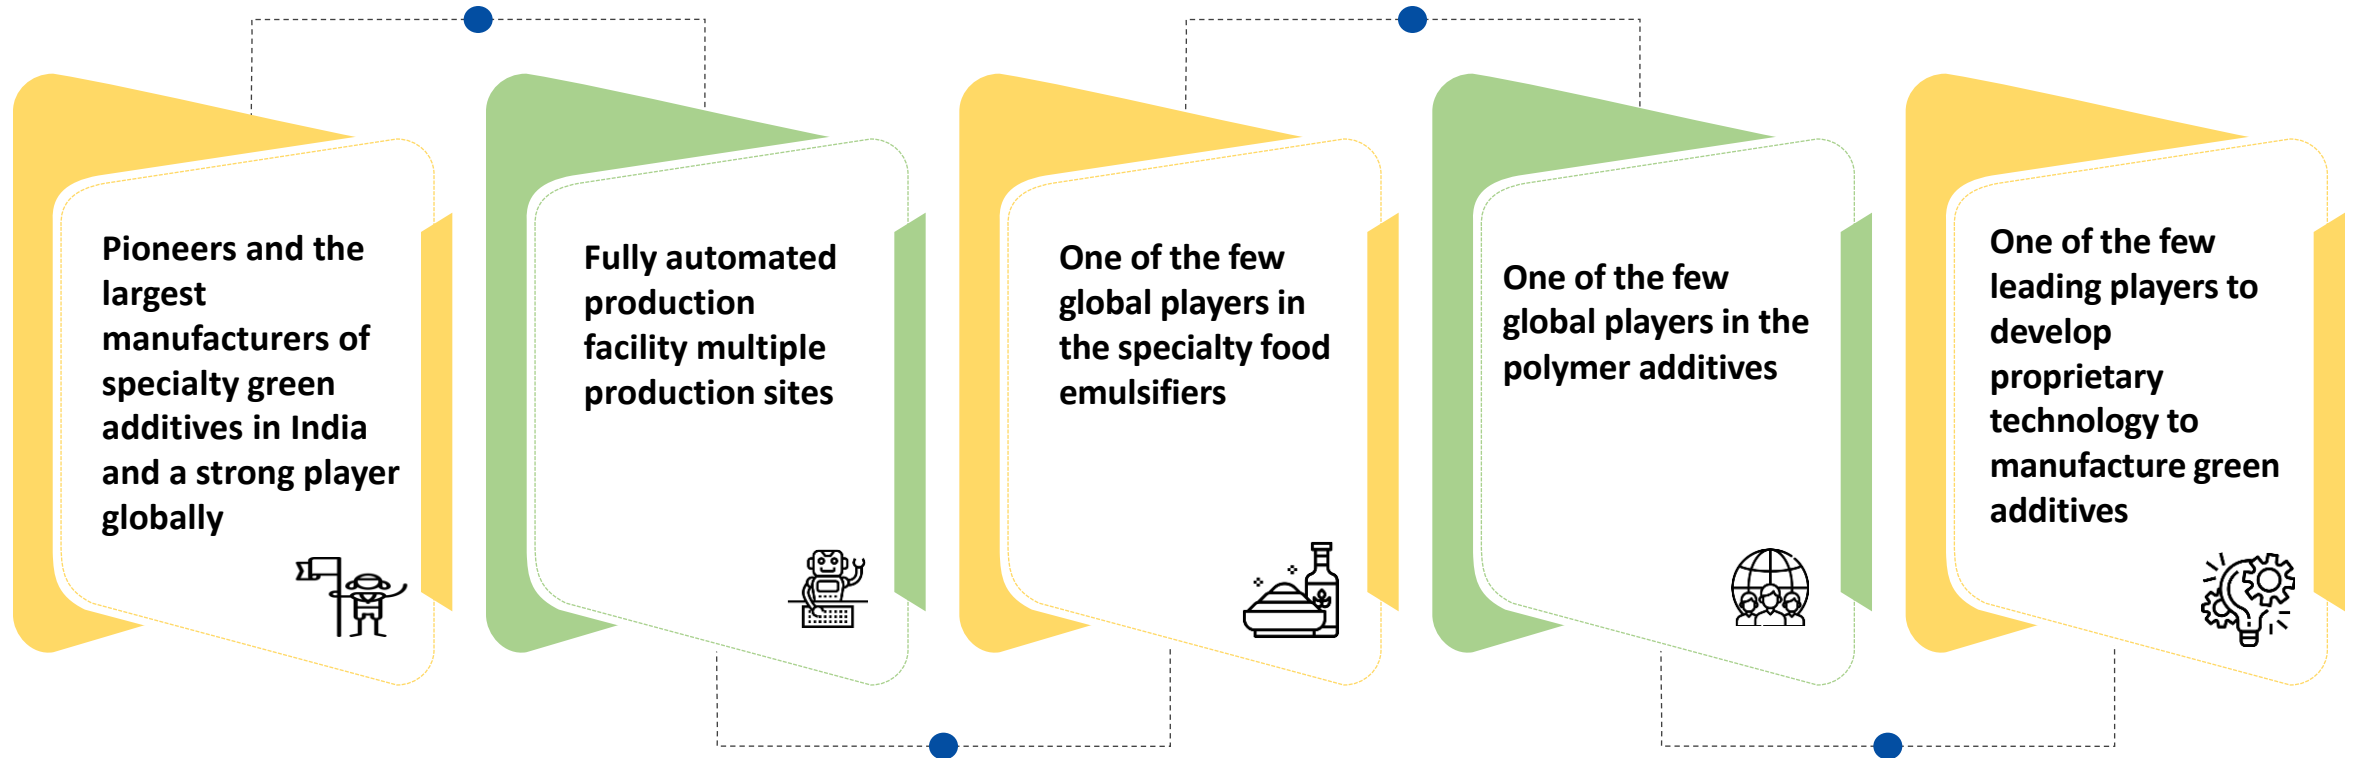 Pioneers and the
largest
manufacturers of
specialty green
additives in India
and a strong player
globally
Fully automated
production
facility multiple
production sites
One of the few
global players in
the specialty food
emulsifiers
One of the few
global players in the
polymer additives
One of the few
leading players to
develop
proprietary
technology to
manufacture green
additives